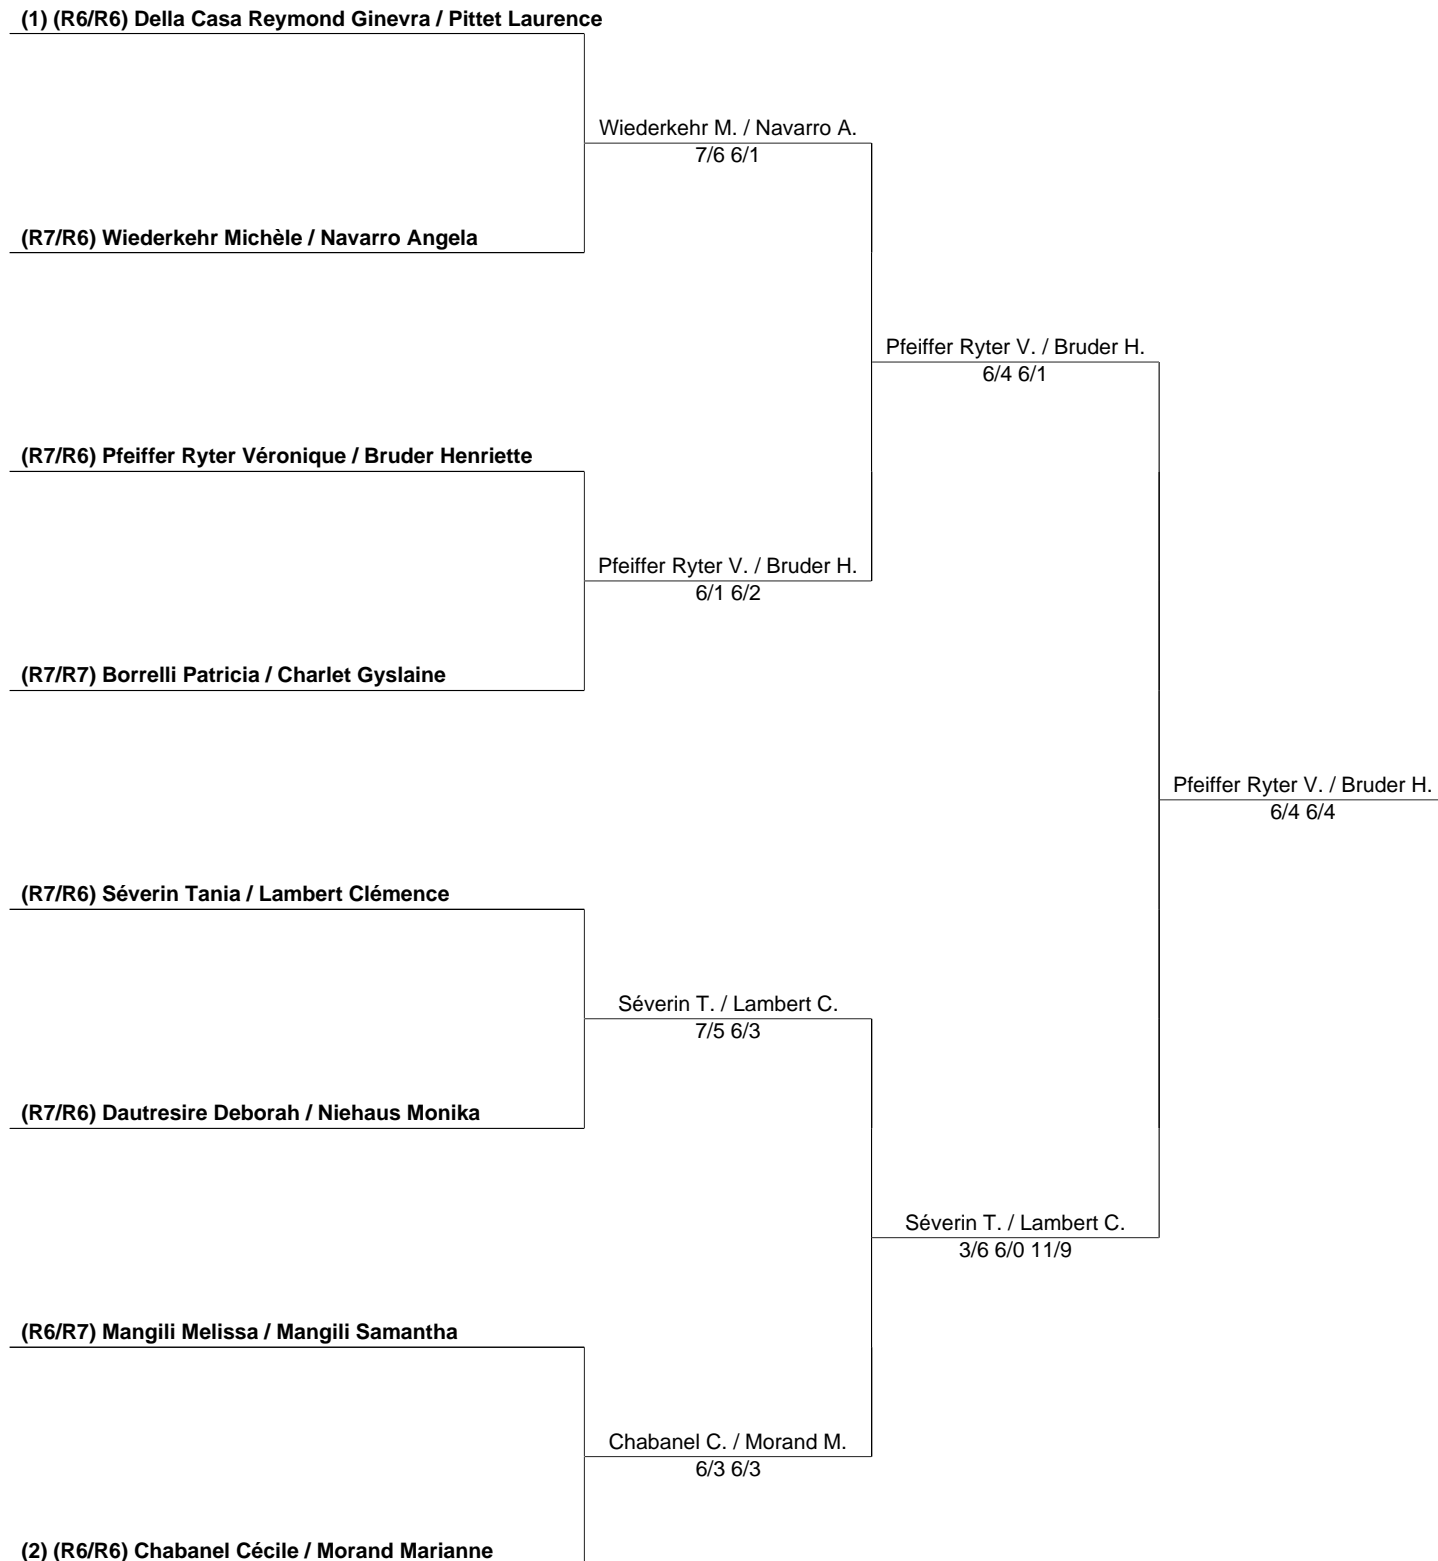 (1) (R6/R6) Della Casa Reymond Ginevra / Pittet Laurence
Wiederkehr M. / Navarro A.
7/6 6/1
(R7/R6) Wiederkehr Michèle / Navarro Angela
Pfeiffer Ryter V. / Bruder H.
6/4 6/1
(R7/R6) Pfeiffer Ryter Véronique / Bruder Henriette
Pfeiffer Ryter V. / Bruder H.
6/1 6/2
(R7/R7) Borrelli Patricia / Charlet Gyslaine
Pfeiffer Ryter V. / Bruder H.
6/4 6/4
(R7/R6) Séverin Tania / Lambert Clémence
Séverin T. / Lambert C.
7/5 6/3
(R7/R6) Dautresire Deborah / Niehaus Monika
Séverin T. / Lambert C.
3/6 6/0 11/9
(R6/R7) Mangili Melissa / Mangili Samantha
Chabanel C. / Morand M.
6/3 6/3
(2) (R6/R6) Chabanel Cécile / Morand Marianne